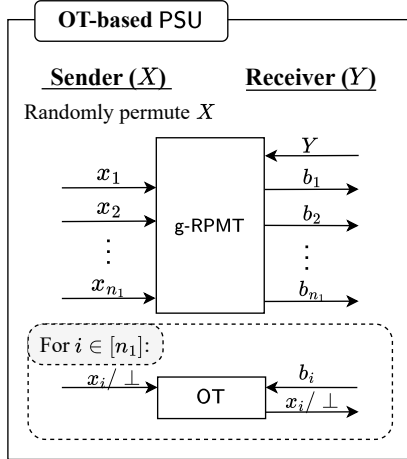 OT-based PSU
Sender (X) Receiver (Y)
Randomly permute X
Y
x₁ b₁
x₂ g-RPMT b₂
⋮ ⋮
xₙ₁ bₙ₁
For i ∈ [n₁]:
xᵢ/ ⊥ bᵢ
OT xᵢ/ ⊥